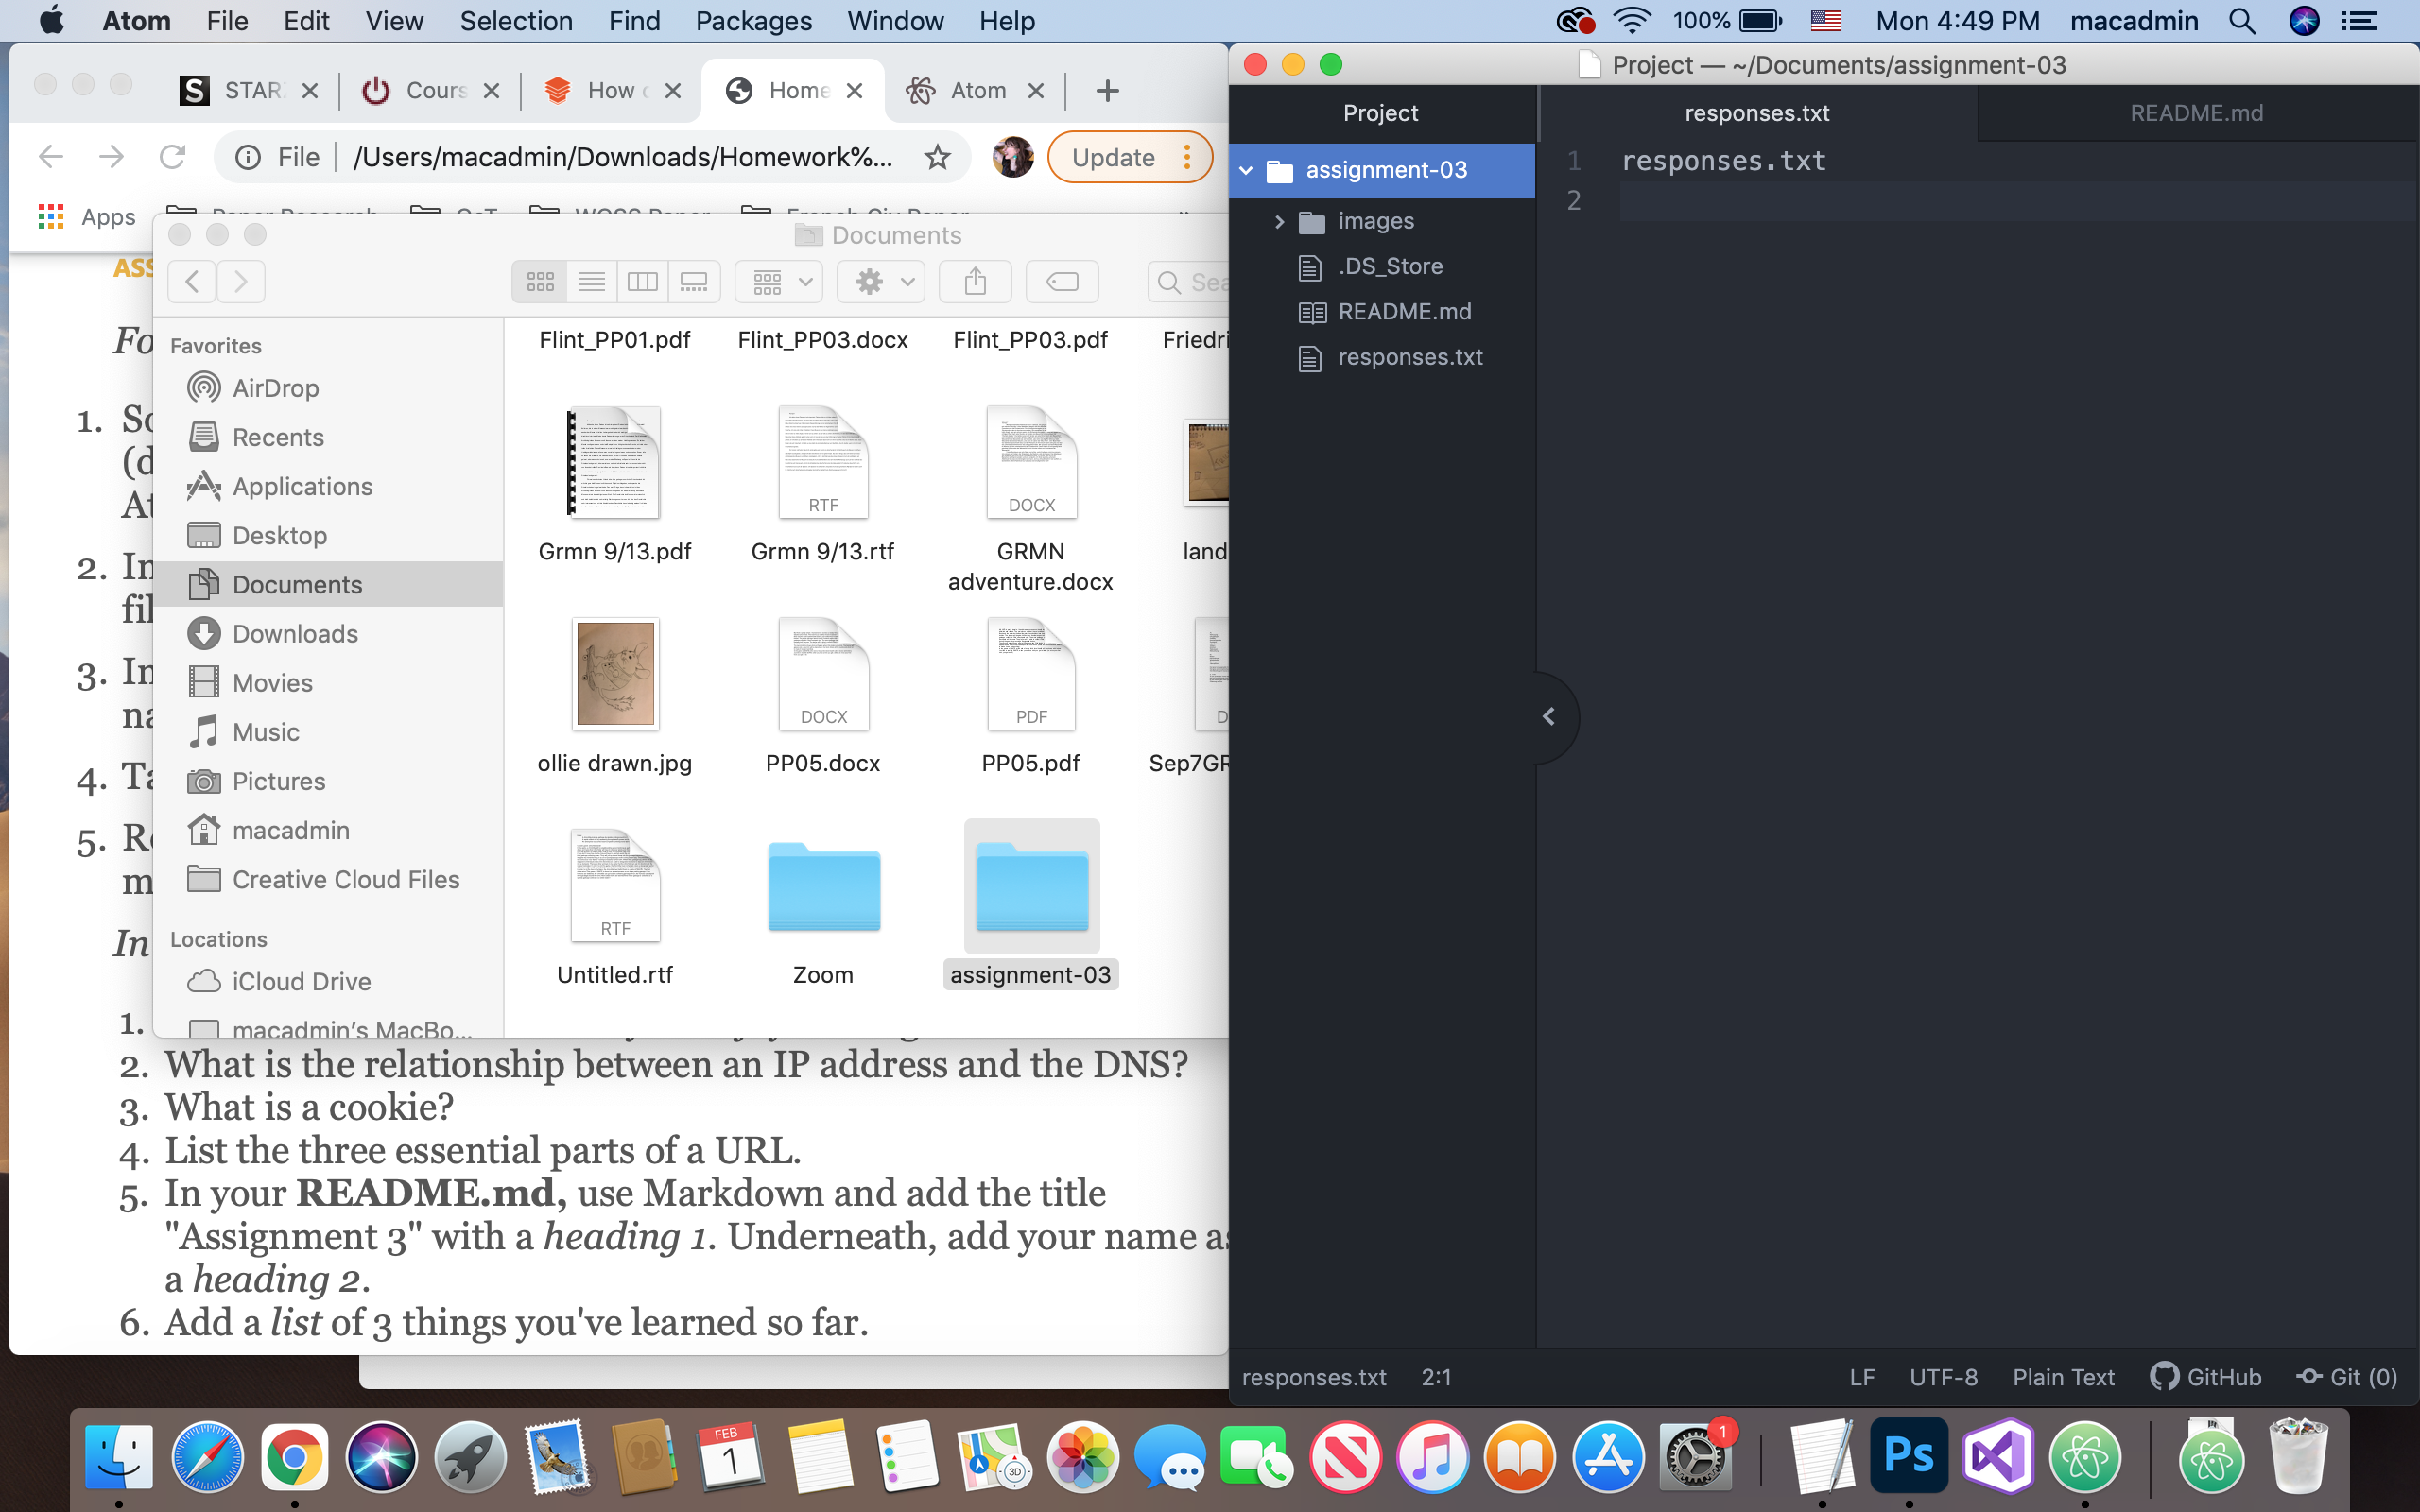 Atom File Edit View Selection Find Packages Window Help 100% Mon 4:49 PM macadmin
STAR Cours How Home Atom
File /Users/macadmin/Downloads/Homework%... Update
Apps
Documents
ASS
Fo
1. So
(d
At
2. In
fil
3. In
na
4. Ta
5. Re
m
In
1.
2. What is the relationship between an IP address and the DNS?
3. What is a cookie?
4. List the three essential parts of a URL.
5. In your README.md, use Markdown and add the title
"Assignment 3" with a heading 1. Underneath, add your name as
a heading 2.
6. Add a list of 3 things you've learned so far.
Favorites
AirDrop
Recents
Applications
Desktop
Documents
Downloads
Movies
Music
Pictures
macadmin
Creative Cloud Files
Locations
iCloud Drive
macadmin's MacBo...
Sea
Flint_PP01.pdf Flint_PP03.docx Flint_PP03.pdf Friedri
RTF DOCX
Grmn 9/13.pdf Grmn 9/13.rtf GRMN adventure.docx land
DOCX PDF D
ollie drawn.jpg PP05.docx PP05.pdf Sep7GR
RTF
Untitled.rtf Zoom assignment-03
Project — ~/Documents/assignment-03
Project
assignment-03
images
.DS_Store
README.md
responses.txt
responses.txt README.md
1 responses.txt
2
responses.txt 2:1 LF UTF-8 Plain Text GitHub Git (0)
FEB
1
3D
1
Ps